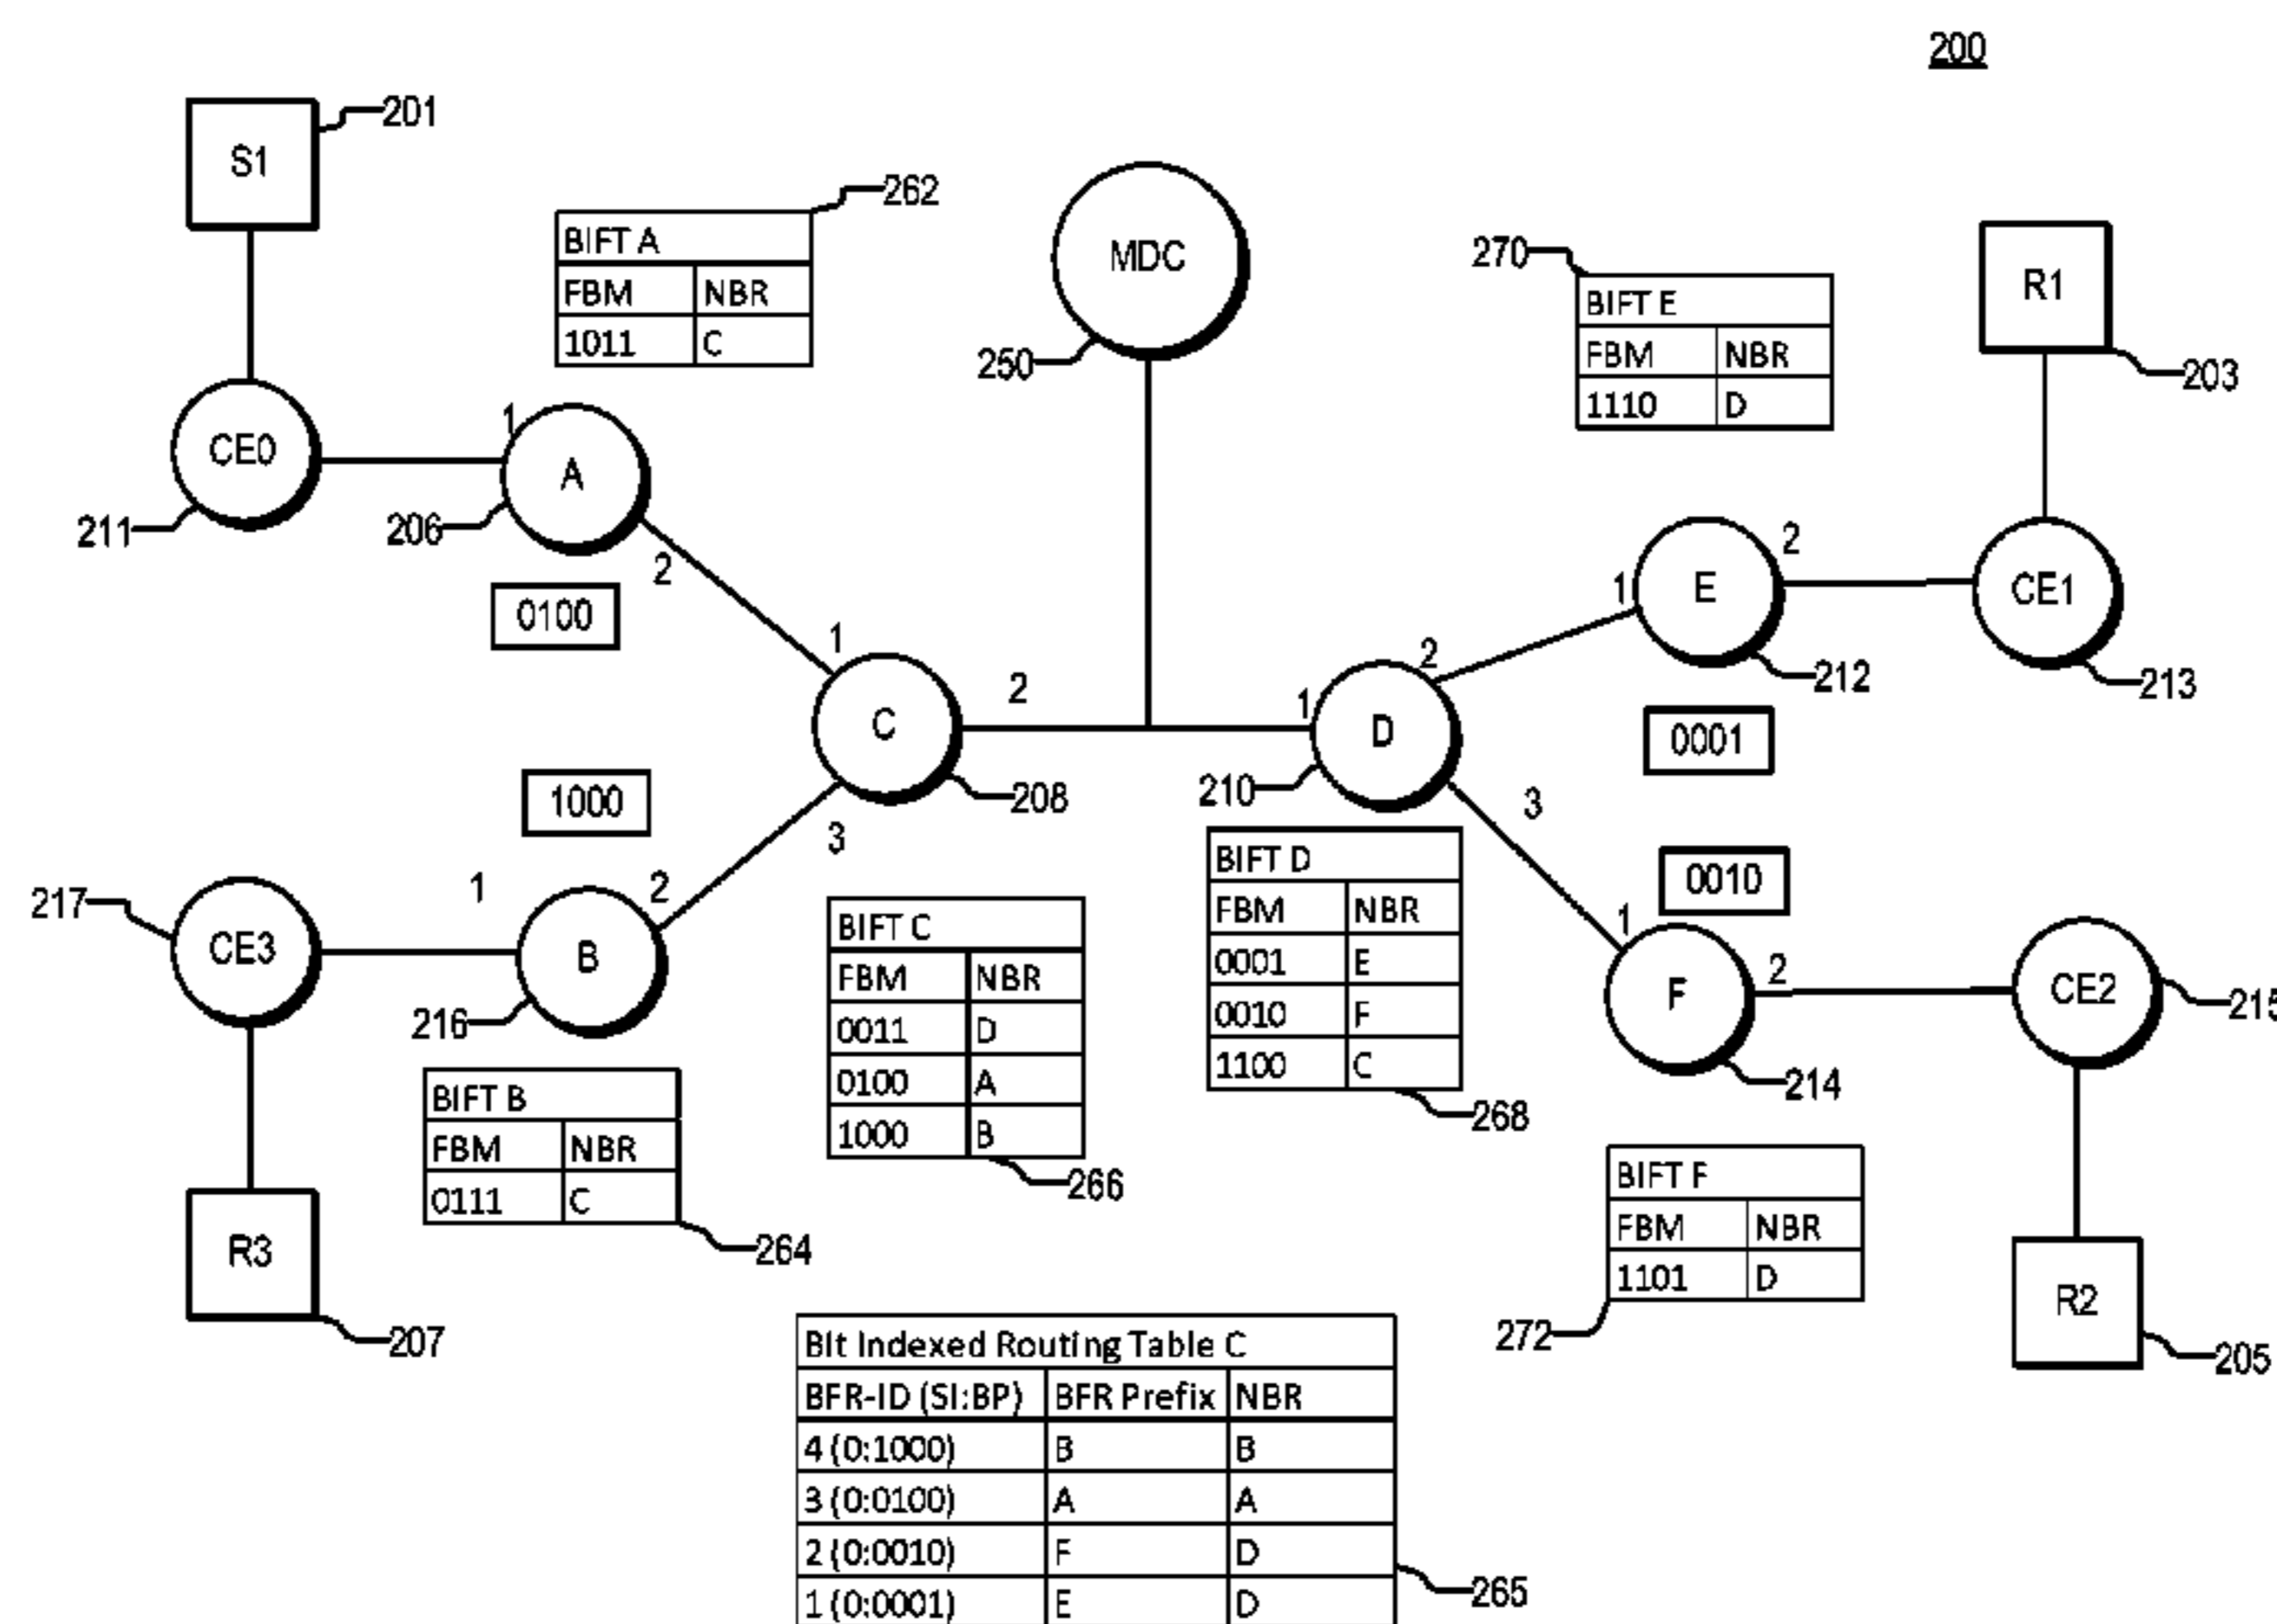 200
201
S1
262
BIFT A
FBM NBR
1011 C
MDC
250
270
BIFT E
FBM NBR
1110 D
R1
203
CE0
211
1
A
206
2
0100
1
E
2
212
CE1
213
0001
1
C
2
3
208
1
D
2
3
210
1000
0010
217
CE3
1
B
2
216
BIFT C
FBM NBR
0011 D
0100 A
1000 B
266
BIFT D
FBM NBR
0001 E
0010 F
1100 C
268
1
F
2
214
CE2
215
BIFT B
FBM NBR
0111 C
264
R3
207
BIFT F
FBM NBR
1101 D
272
R2
205
Bit Indexed Routing Table C
BFR-ID (SI:BP) BFR Prefix NBR
4 (0:1000) B B
3 (0:0100) A A
2 (0:0010) F D
1 (0:0001) E D
265